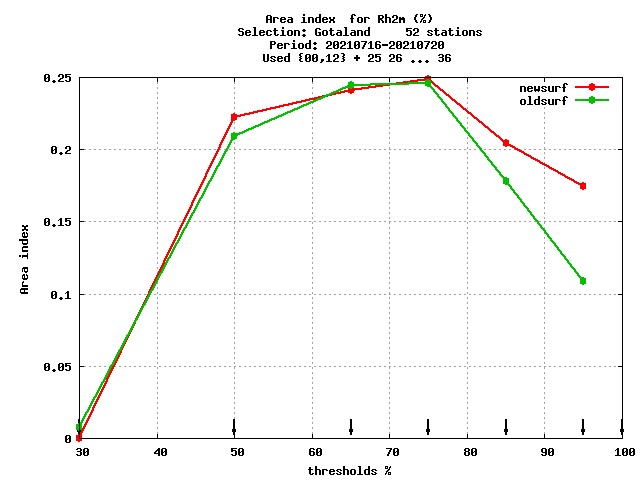 Area index  for Rh2m (%)
Selection: Gotaland     52 stations
Period: 20210716-20210720
Used {00,12} + 25 26 ... 36
0.25
0.2
0.15
0.1
0.05
0
newsurf
oldsurf
Area index
30 40 50 60 70 80 90 100
thresholds %